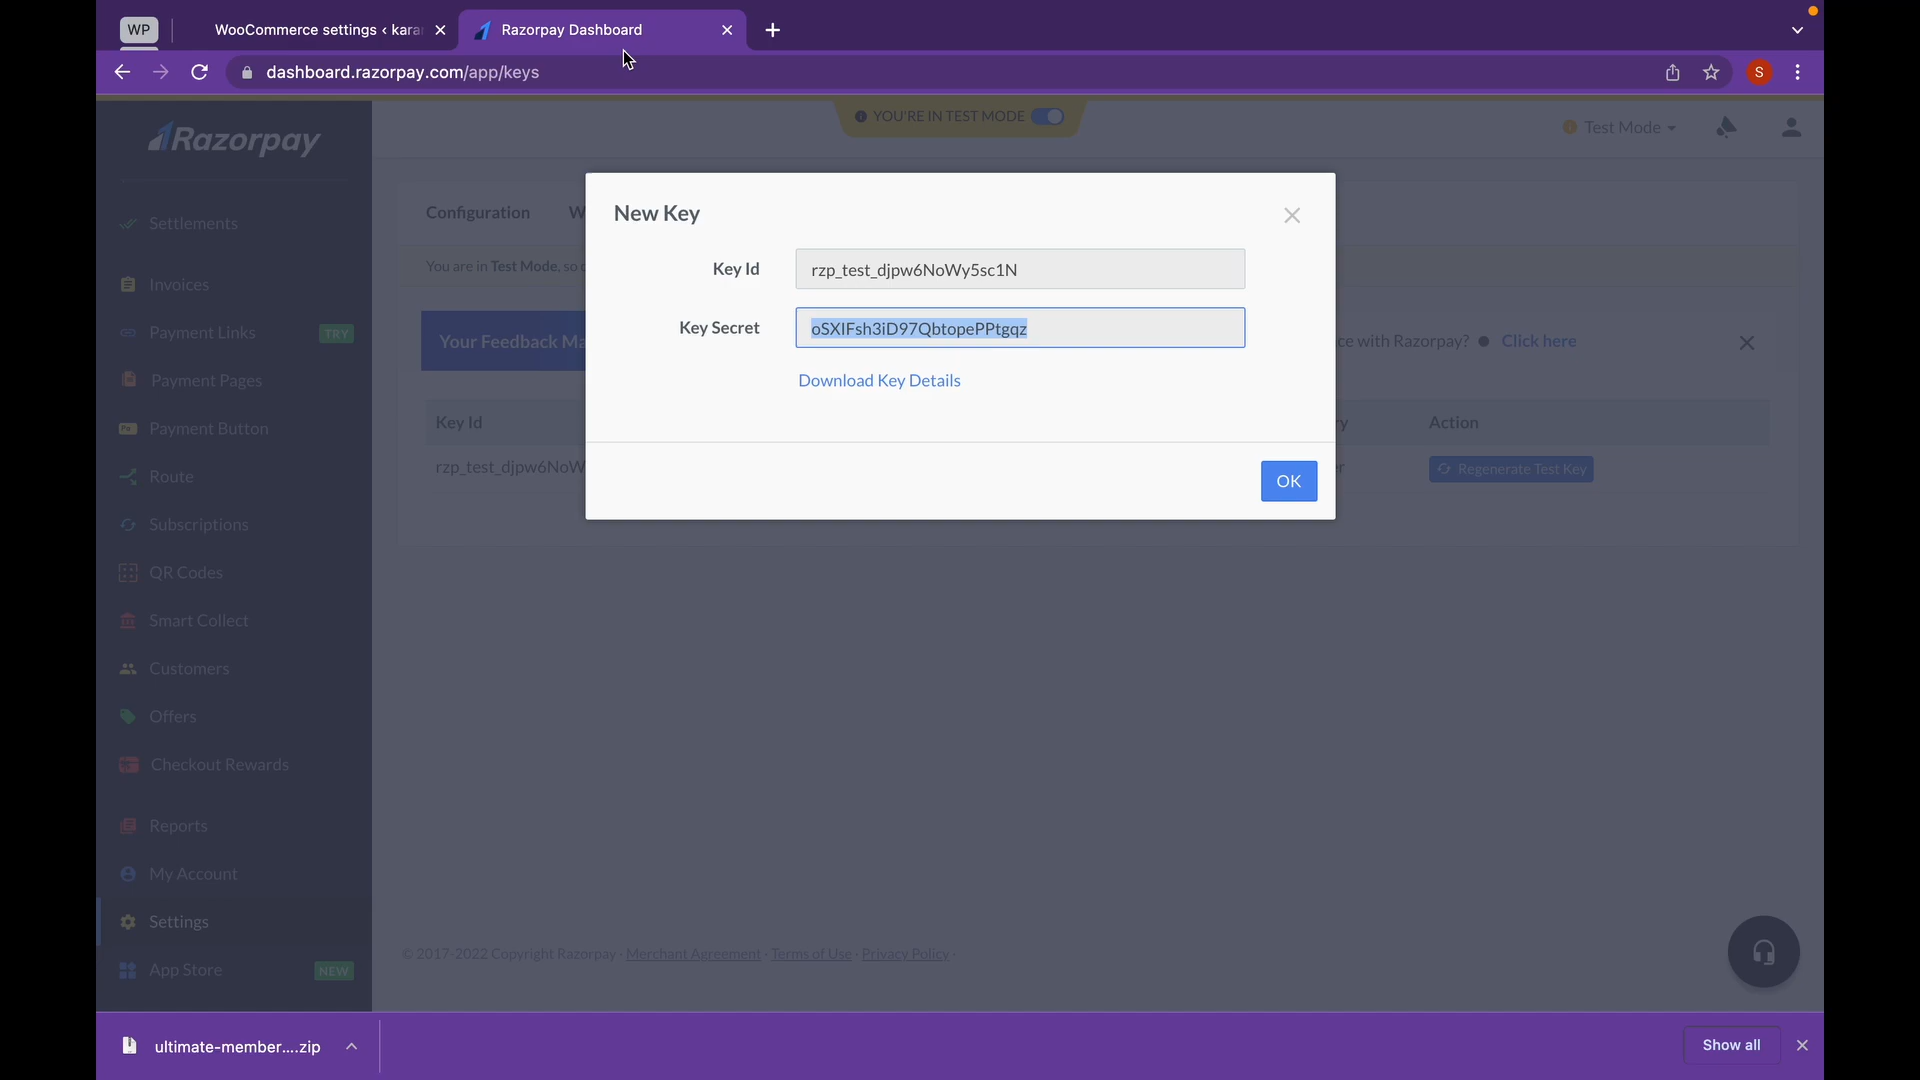 WP
WooCommerce settings ‹ kara
Razorpay Dashboard
dashboard.razorpay.com/app/keys
S
Razorpay
YOU'RE IN TEST MODE
Test Mode
Settlements
Invoices
Payment Links TRY
Payment Pages
Payment Button
Route
Subscriptions
QR Codes
Smart Collect
Customers
Offers
Checkout Rewards
Reports
My Account
Settings
App Store NEW
Configuration W
You are in Test Mode, so
Your Feedback Ma
ce with Razorpay? ● Click here
Key Id
Action
rzp_test_djpw6NoW
Regenerate Test Key
New Key
Key Id rzp_test_djpw6NoWy5sc1N
Key Secret oSXIFsh3iD97QbtopePPtgqz
Download Key Details
OK
© 2017-2022 Copyright Razorpay · Merchant Agreement · Terms of Use · Privacy Policy ·
ultimate-member....zip
Show all